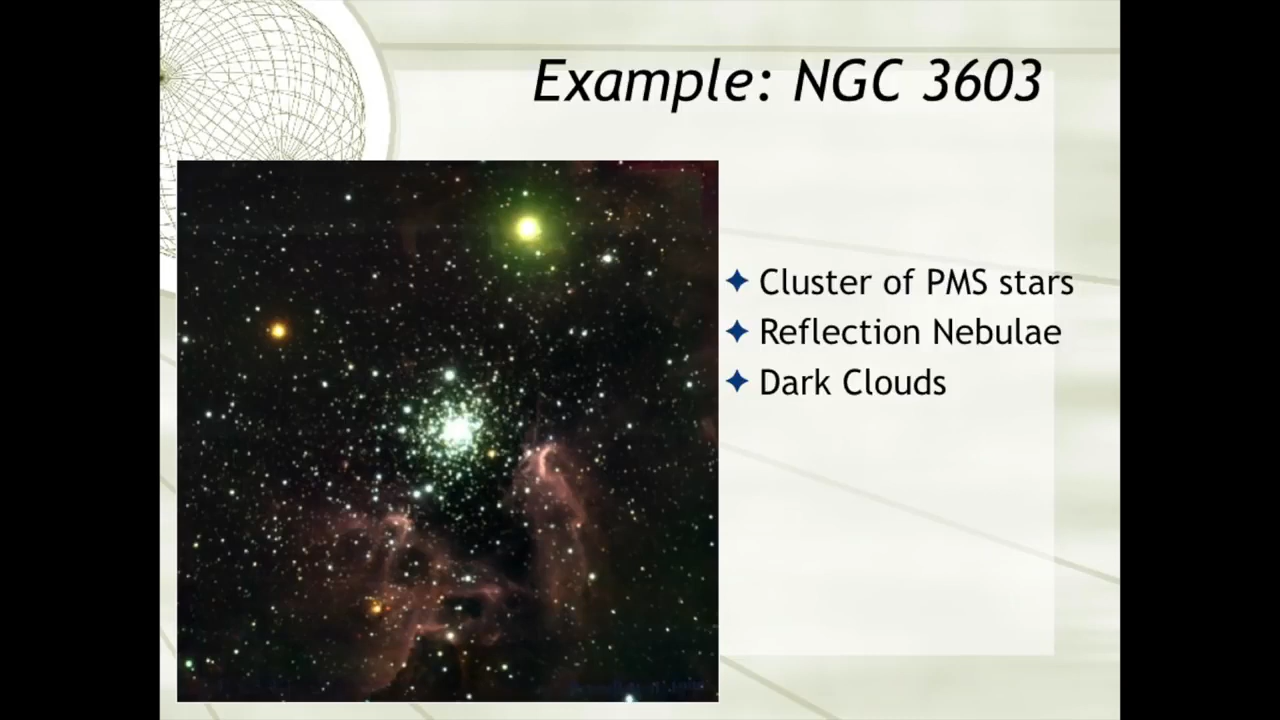 Example: NGC 3603
Cluster of PMS stars
Reflection Nebulae
Dark Clouds